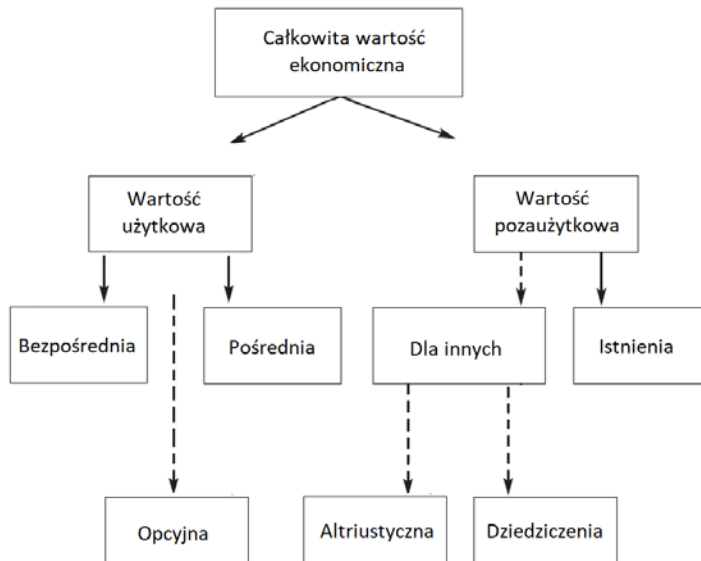 Całkowita wartość
ekonomiczna
Wartość
użytkowa
Wartość
pozaużytkowa
Bezpośrednia
Pośrednia
Dla innych
Istnienia
Opcyjna
Altriustyczna
Dziedziczenia